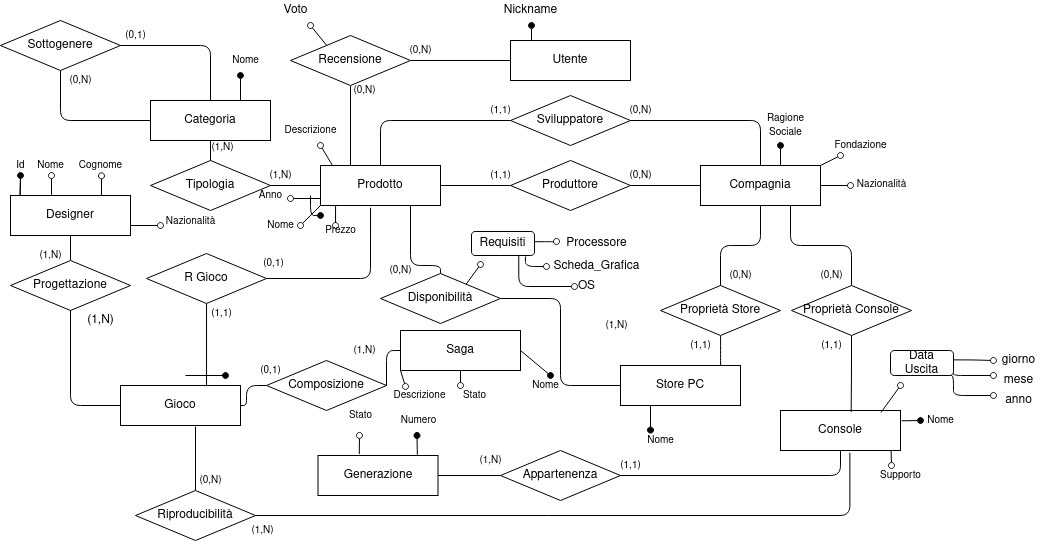 Voto
Nickname
Sottogenere
(0,1)
(0,N)
Recensione
(0,N)
Utente
Nome
(0,N)
(0,N)
Categoria
(1,1)
Sviluppatore
(0,N)
Ragione
Sociale
Descrizione
Fondazione
(1,N)
Id
Nome
Cognome
Tipologia
(1,N)
Prodotto
(1,1)
Produttore
(0,N)
Compagnia
Nazionalità
Anno
Designer
Nazionalità
Nome
Prezzo
Requisiti
Processore
(1,N)
(0,1)
(0,N)
Scheda_Grafica
Progettazione
R Gioco
(0,N)
(0,N)
OS
Disponibilità
(1,N)
(1,1)
Proprietà Store
Proprietà Console
(1,N)
(1,1)
(1,1)
(1,N)
Saga
Data
Uscita
giorno
(0,1)
mese
Composizione
Nome
Store PC
Descrizione
Stato
anno
Gioco
Stato
Numero
Nome
Console
Nome
(1,N)
(1,1)
Generazione
Appartenenza
Supporto
(0,N)
Riproducibilità
(1,N)